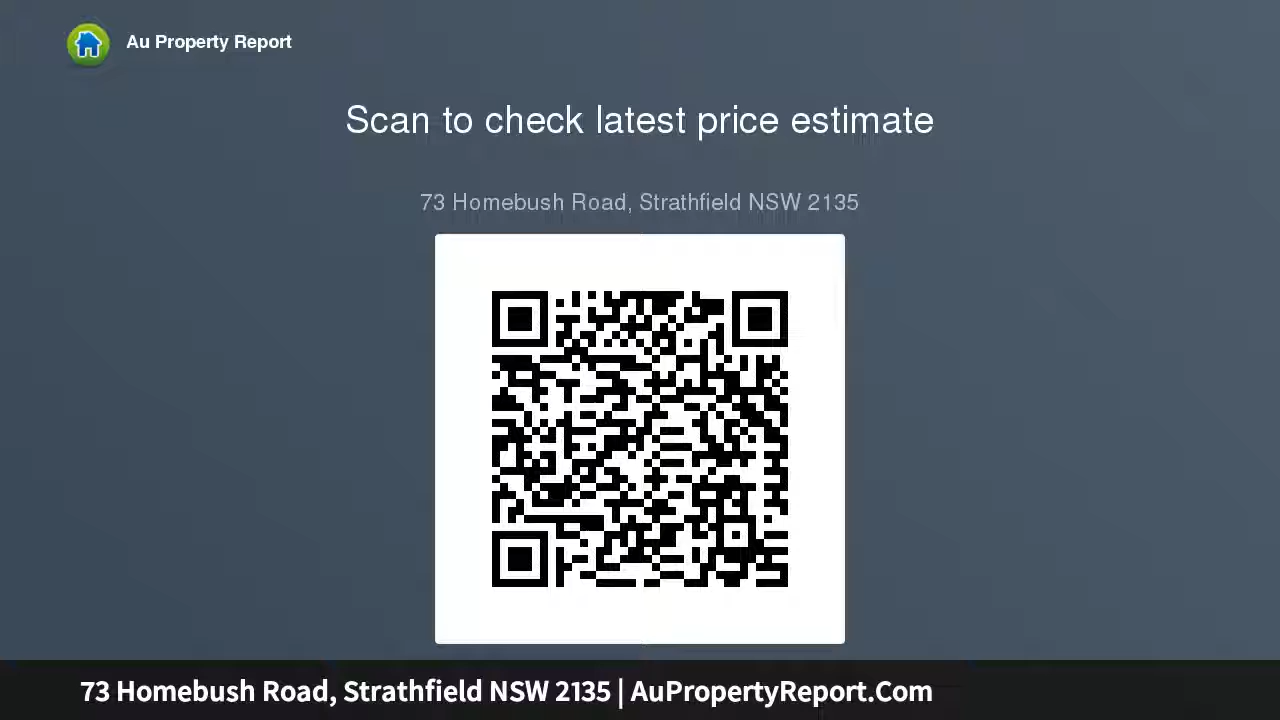 Au Property Report
Scan to check latest price estimate
73 Homebush Road, Strathfield NSW 2135
73 Homebush Road, Strathfield NSW 2135 | AuPropertyReport.Com